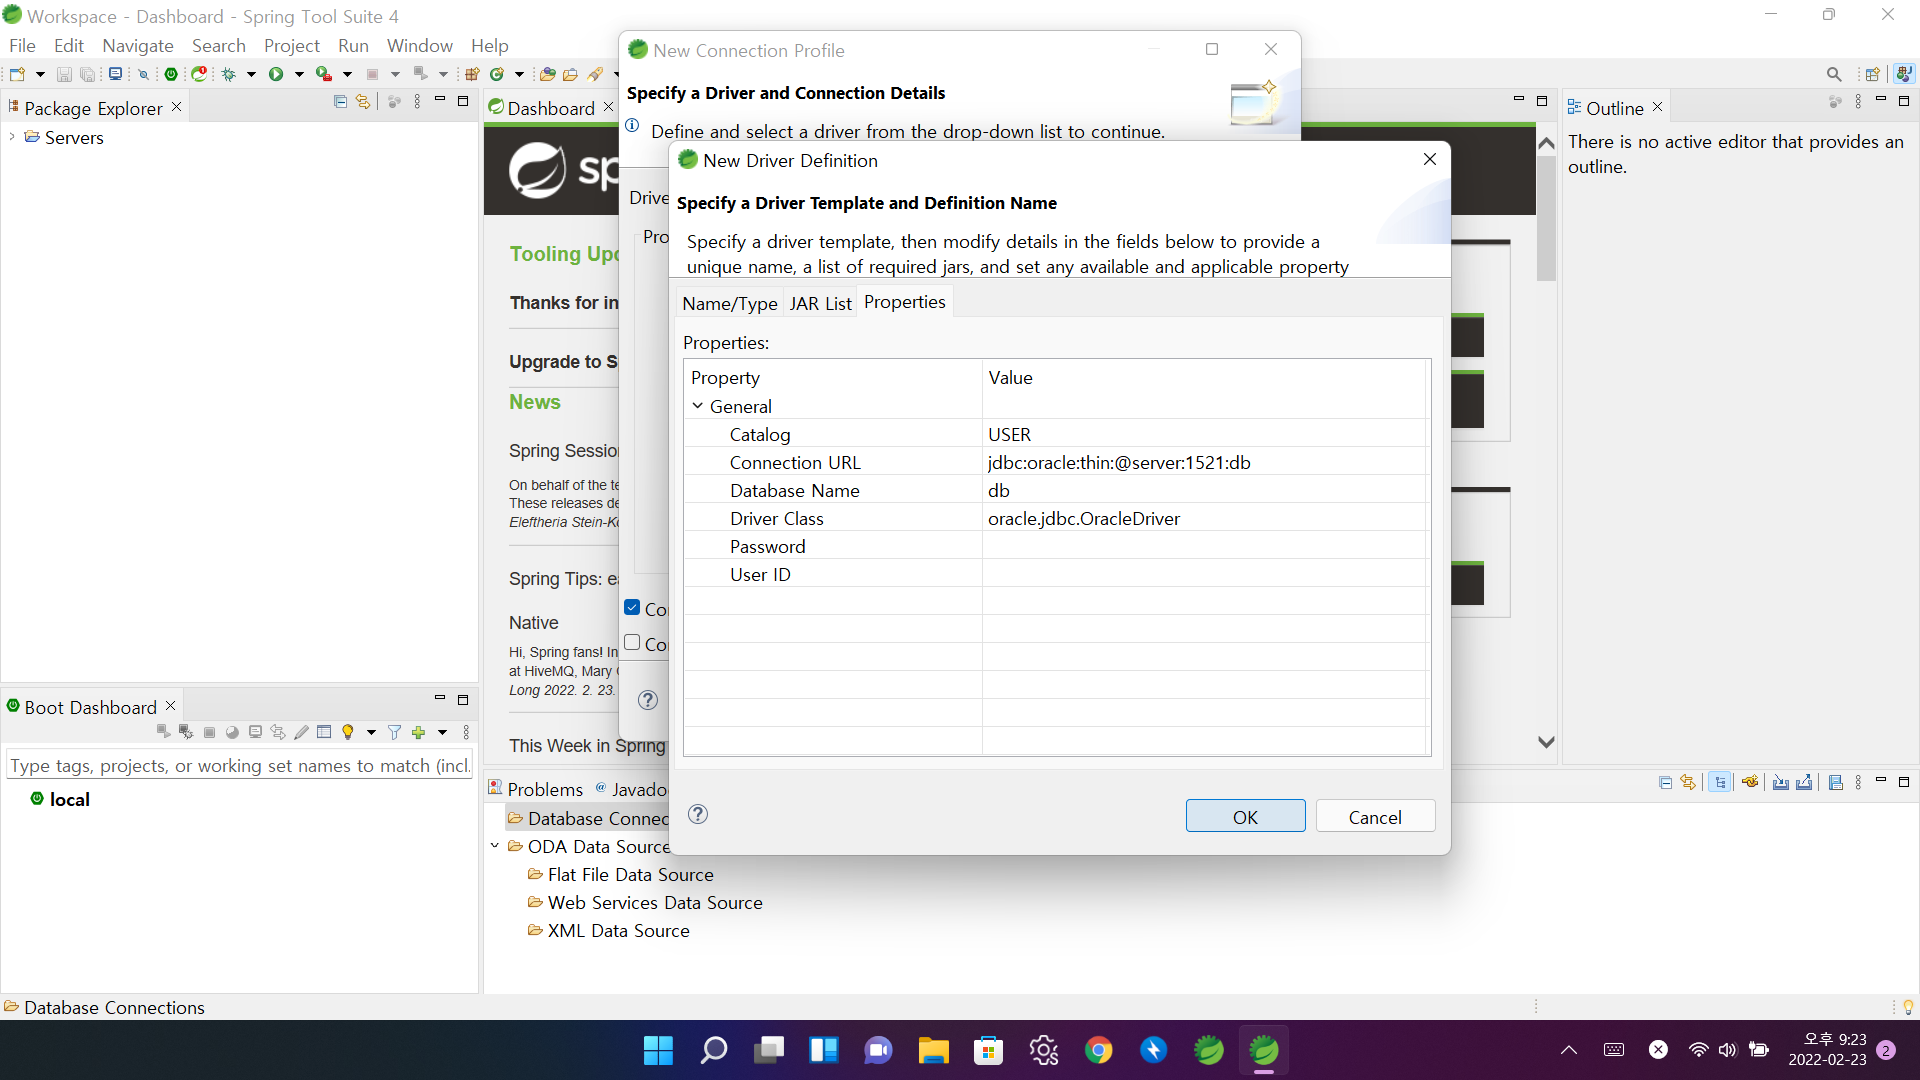 Workspace - Dashboard - Spring Tool Suite 4
File Edit Navigate Search Project Run Window Help
Package Explorer
Servers
Dashboard
Tooling Upd
Thanks for in
Upgrade to S
News
Spring Session
On behalf of the te
These releases de
Eleftheria Stein-Ko
Spring Tips: e
Native
Hi, Spring fans! In
at HiveMQ, Mary
Long 2022. 2. 23.
This Week in Spring
New Connection Profile
Specify a Driver and Connection Details
Define and select a driver from the drop-down list to continue.
Drive
Pro
Co
Co
New Driver Definition
Specify a Driver Template and Definition Name
Specify a driver template, then modify details in the fields below to provide a
unique name, a list of required jars, and set any available and applicable property
Name/Type JAR List Properties
Properties:
Property Value
General
Catalog USER
Connection URL jdbc:oracle:thin:@server:1521:db
Database Name db
Driver Class oracle.jdbc.OracleDriver
Password
User ID
OK Cancel
Outline
There is no active editor that provides an
outline.
Boot Dashboard
Type tags, projects, or working set names to match (incl.
local
Problems @ Javado
Database Connec
ODA Data Source
Flat File Data Source
Web Services Data Source
XML Data Source
Database Connections
오후 9:23
2022-02-23
2